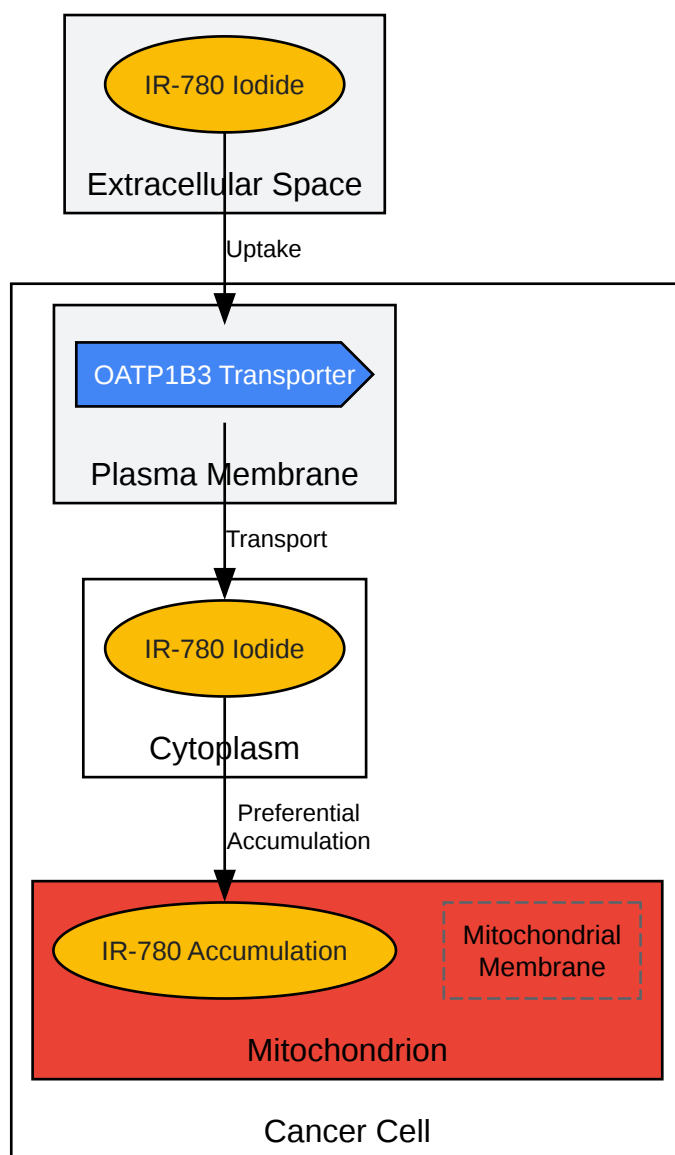 IR-780 Iodide
Extracellular Space
Uptake
OATP1B3 Transporter
Plasma Membrane
Transport
IR-780 Iodide
Cytoplasm
Preferential
Accumulation
IR-780 Accumulation
Mitochondrial
Membrane
Mitochondrion
Cancer Cell